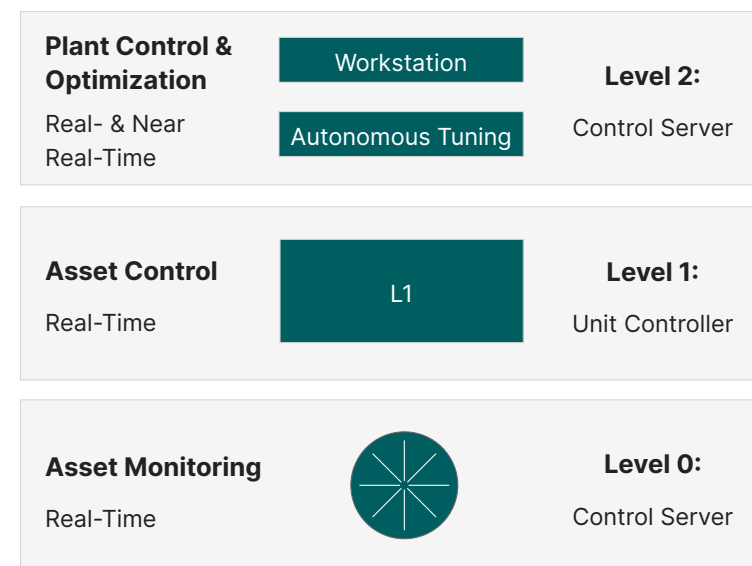 Plant Control &
Optimization
Real- & Near
Real-Time
Workstation
Autonomous Tuning
Level 2:
Control Server
Asset Control
Real-Time
L1
Level 1:
Unit Controller
Asset Monitoring
Real-Time
Level 0:
Control Server